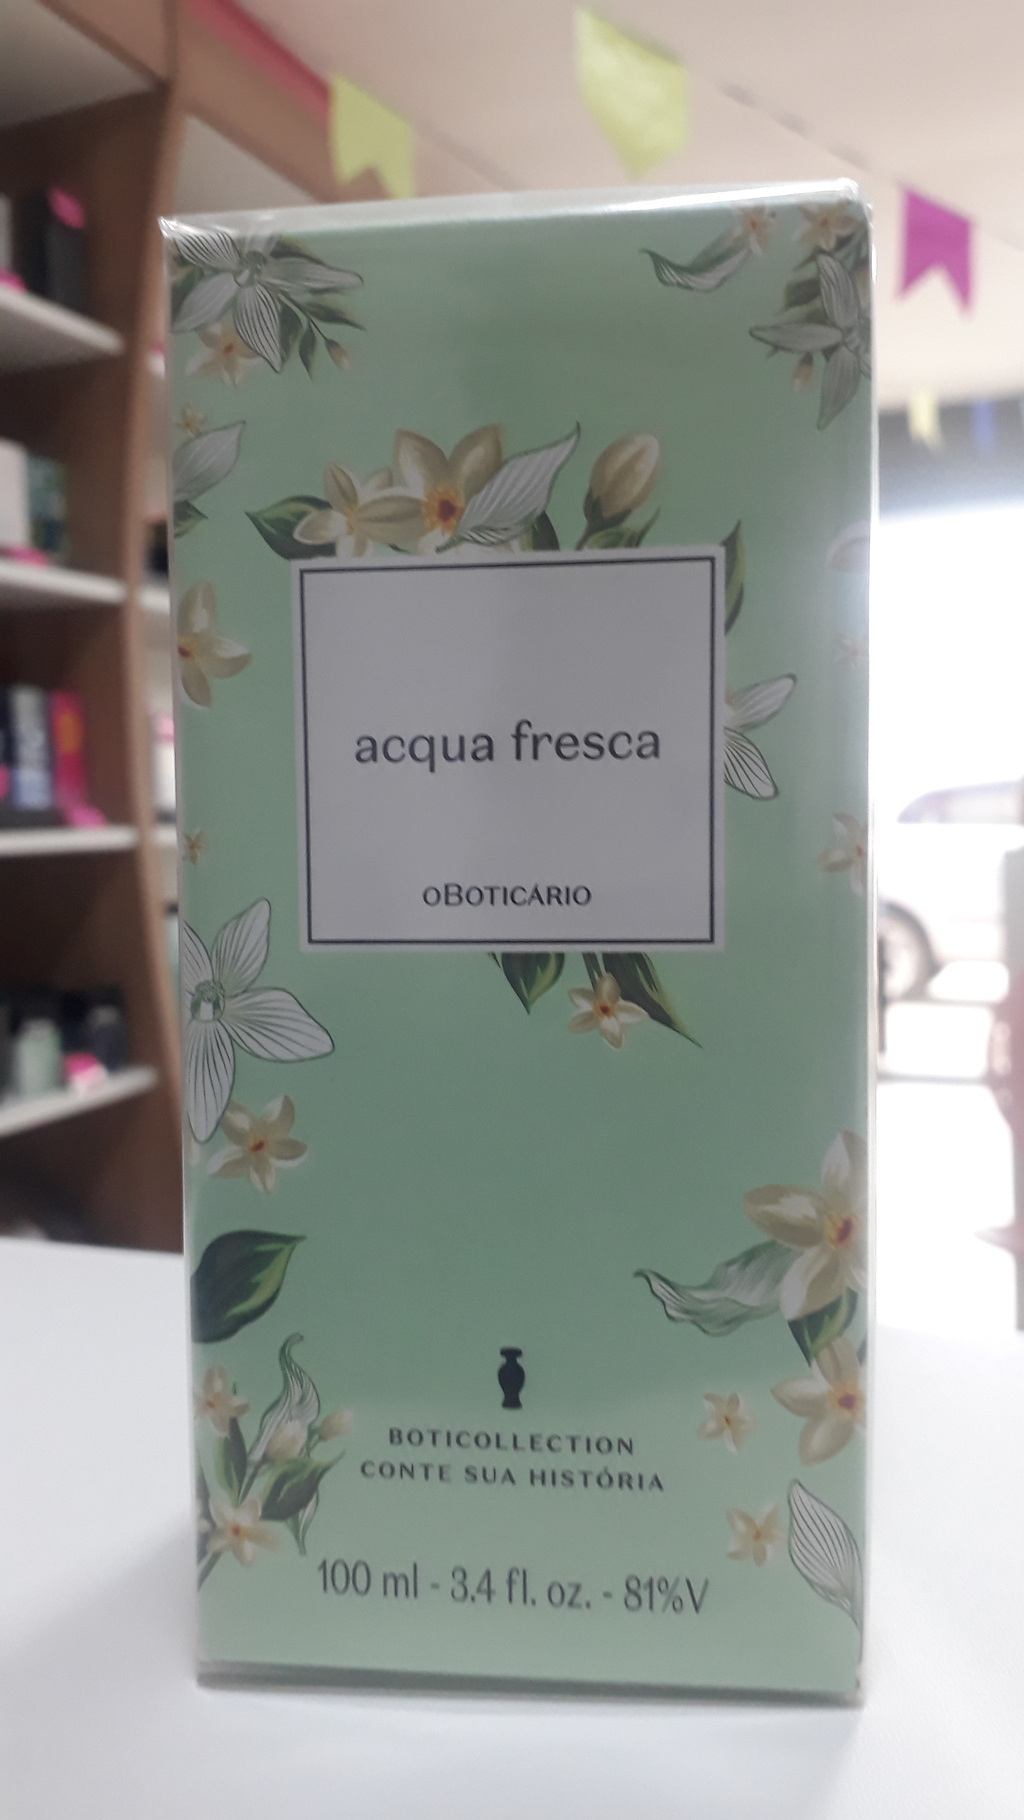 acqua fresca
oBOTICÁRIO
BOTICOLLECTION
CONTE SUA HISTÓRIA
100 ml - 3.4 fl. oz. - 81%V